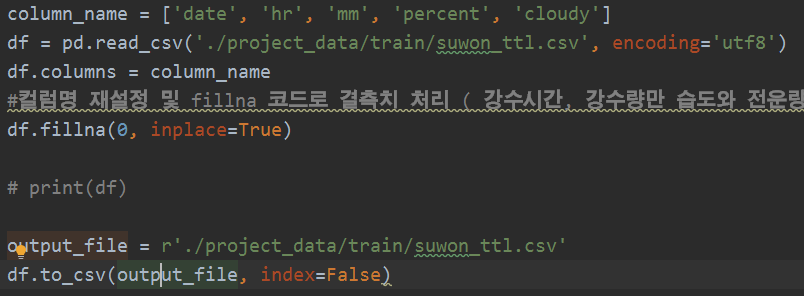 column_name = ['date', 'hr', 'mm', 'percent', 'cloudy']
df = pd.read_csv('./project_data/train/suwon_ttl.csv', encoding='utf8')
df.columns = column_name
#컬럼명 재설정 및 fillna 코드로 결측치 처리 ( 강수시간, 강수량만 습도와 전운량
df.fillna(0, inplace=True)
# print(df)
output_file = r'./project_data/train/suwon_ttl.csv'
df.to_csv(output_file, index=False)